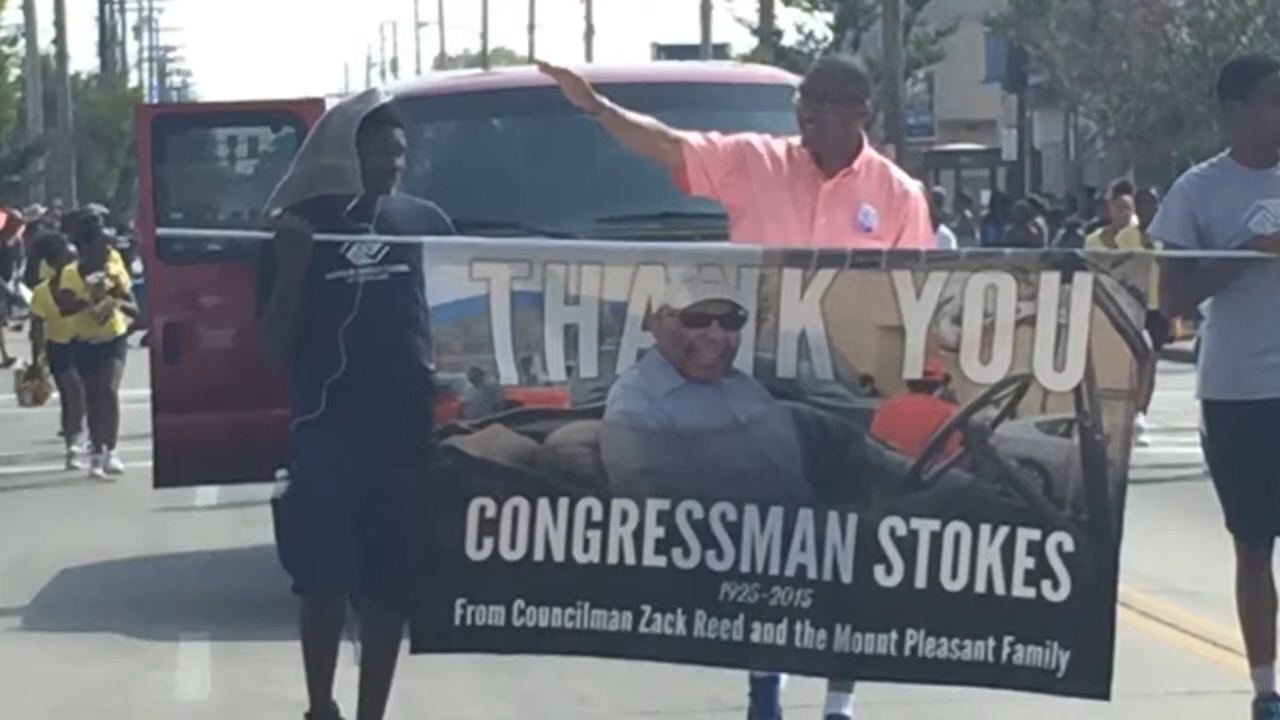 THANK YOU
CONGRESSMAN STOKES
1925-2015
From Councilman Zack Reed and the Mount Pleasant Family